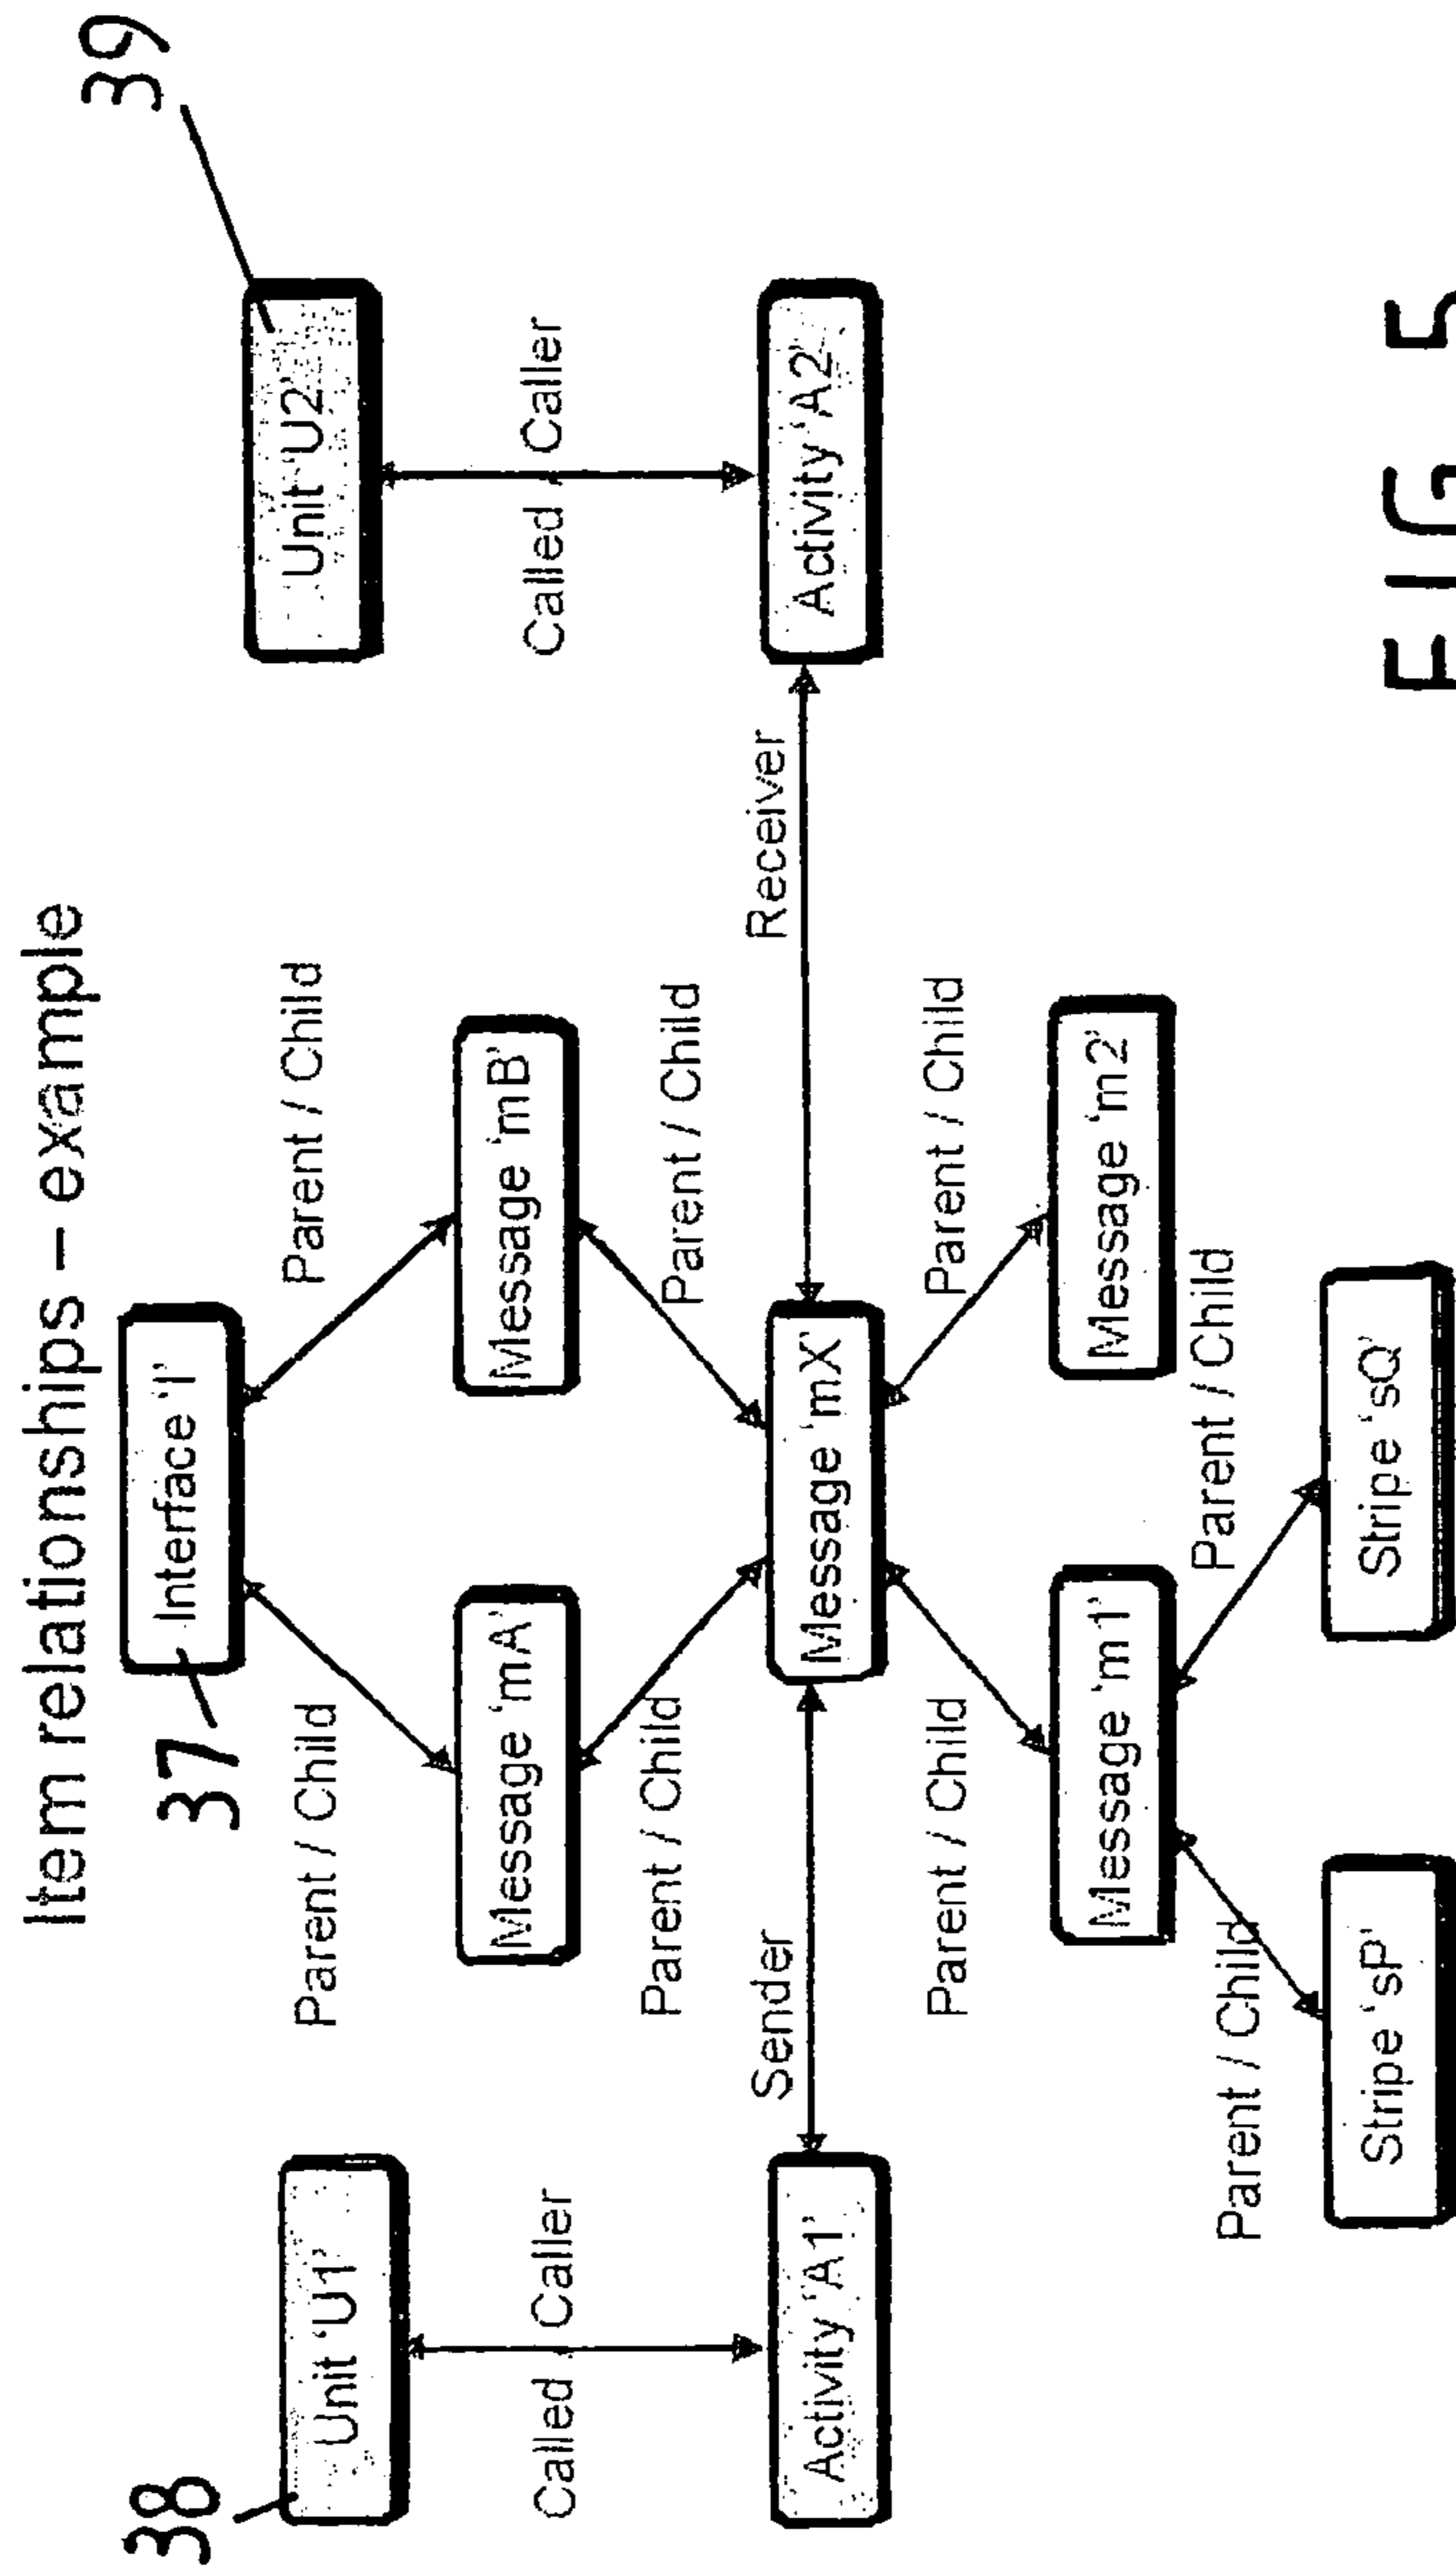 Item relationships – example
39
37
38
Interface 'I'
Unit 'U2'
Unit 'U1'
Parent / Child
Parent / Child
Message 'mA'
Message 'mB'
Called
Caller
Called
Caller
Parent / Child
Parent / Child
Sender
Receiver
Activity 'A1'
Message 'mX'
Activity 'A2'
Parent / Child
Parent / Child
Message 'm1'
Message 'm2'
Parent / Child
Parent / Child
Stripe 'sP'
Stripe 'sQ'
FIG 5